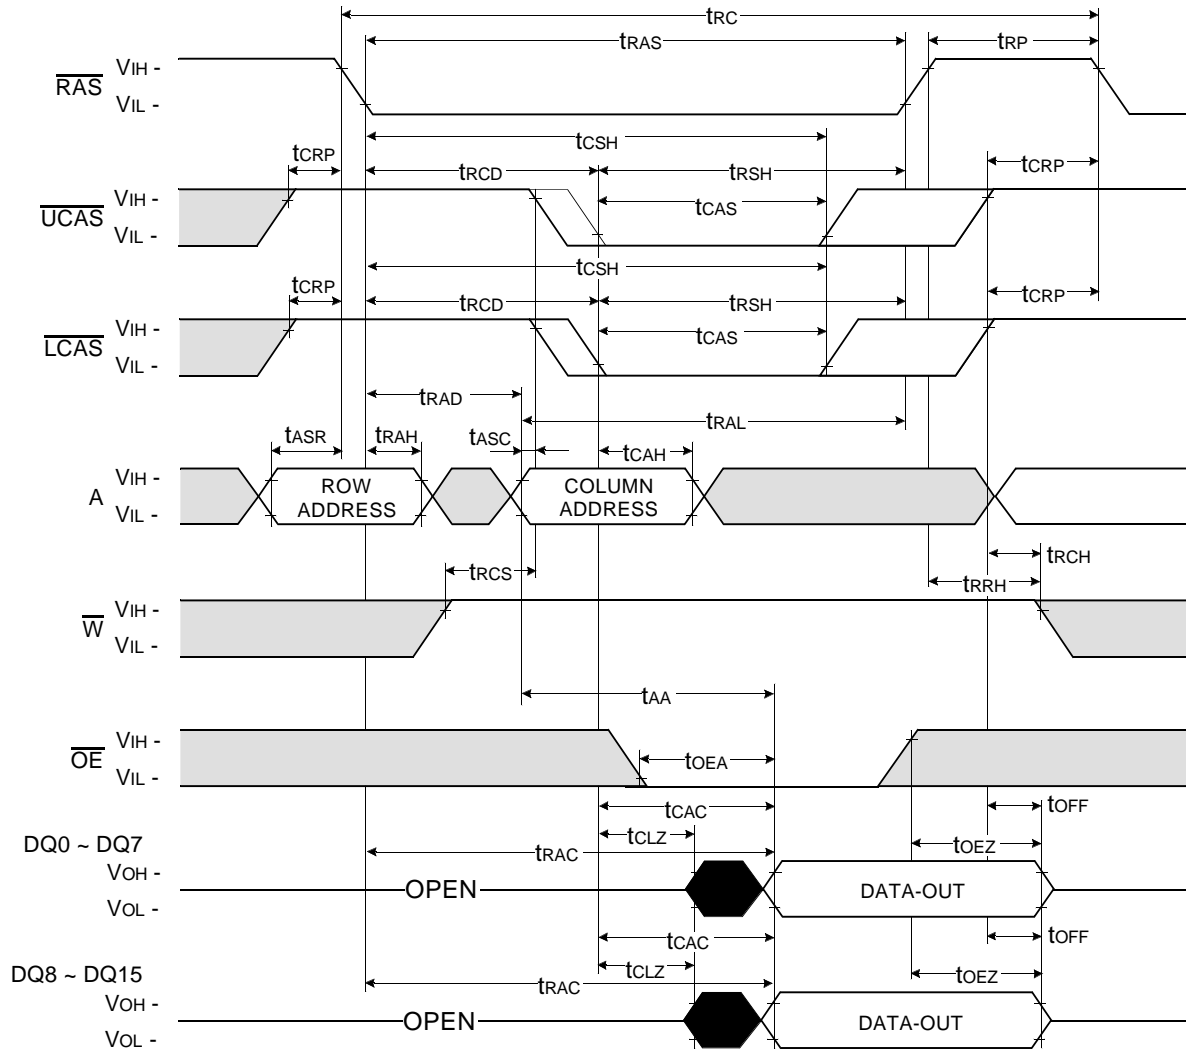 tRC
tRAS
tRP
RAS
VIH -
VIL -
tCSH
tCRP
tRCD
tRSH
tCRP
UCAS
VIH -
VIL -
tCAS
tCSH
tCRP
tRCD
tRSH
tCRP
LCAS
VIH -
VIL -
tCAS
tRAD
tRAL
tASR
tRAH
tASC
tCAH
A
VIH -
VIL -
ROW
ADDRESS
COLUMN
ADDRESS
tRCS
tRCH
tRRH
W
VIH -
VIL -
tAA
OE
VIH -
VIL -
tOEA
tCAC
tOFF
tCLZ
tOEZ
DQ0 ~ DQ7
tRAC
VOH -
VOL -
OPEN
DATA-OUT
tCAC
tOFF
tCLZ
tOEZ
DQ8 ~ DQ15
tRAC
VOH -
VOL -
OPEN
DATA-OUT